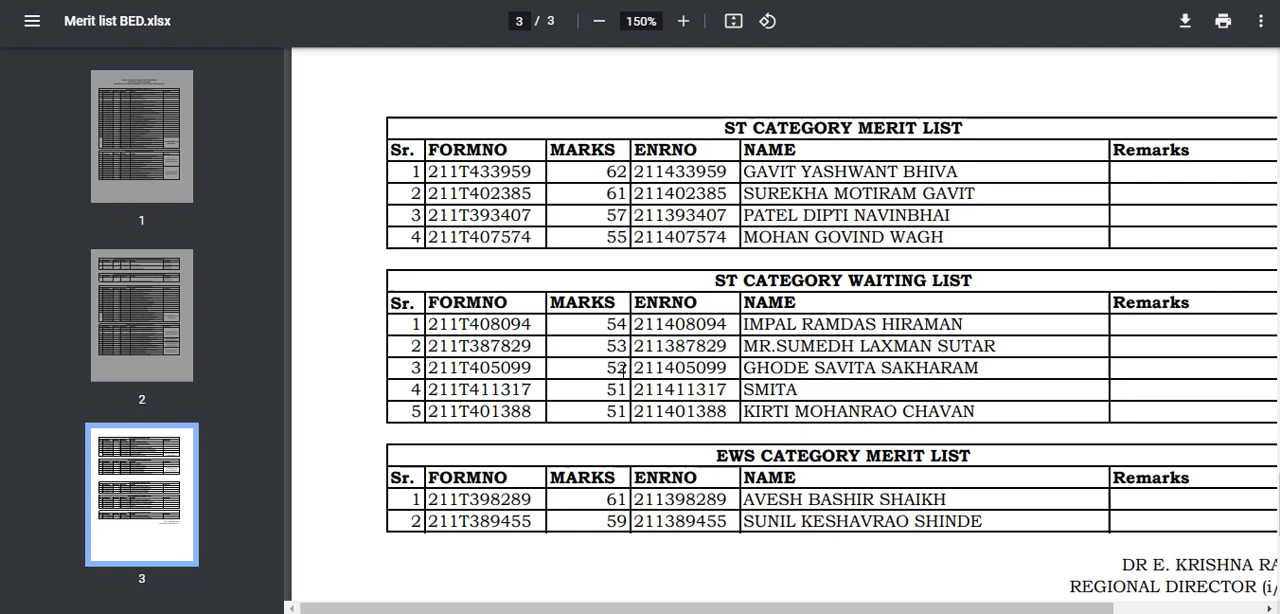 Merit list BED.xlsx 3 / 3 150%
1
2
3
ST CATEGORY MERIT LIST
Sr. FORMNO MARKS ENRNO NAME Remarks
1 211T433959 62 211433959 GAVIT YASHWANT BHIVA
2 211T402385 61 211402385 SUREKHA MOTIRAM GAVIT
3 211T393407 57 211393407 PATEL DIPTI NAVINBHAI
4 211T407574 55 211407574 MOHAN GOVIND WAGH
ST CATEGORY WAITING LIST
Sr. FORMNO MARKS ENRNO NAME Remarks
1 211T408094 54 211408094 IMPAL RAMDAS HIRAMAN
2 211T387829 53 211387829 MR.SUMEDH LAXMAN SUTAR
3 211T405099 52 211405099 GHODE SAVITA SAKHARAM
4 211T411317 51 211411317 SMITA
5 211T401388 51 211401388 KIRTI MOHANRAO CHAVAN
EWS CATEGORY MERIT LIST
Sr. FORMNO MARKS ENRNO NAME Remarks
1 211T398289 61 211398289 AVESH BASHIR SHAIKH
2 211T389455 59 211389455 SUNIL KESHAVRAO SHINDE
DR E. KRISHNA RA
REGIONAL DIRECTOR (i/